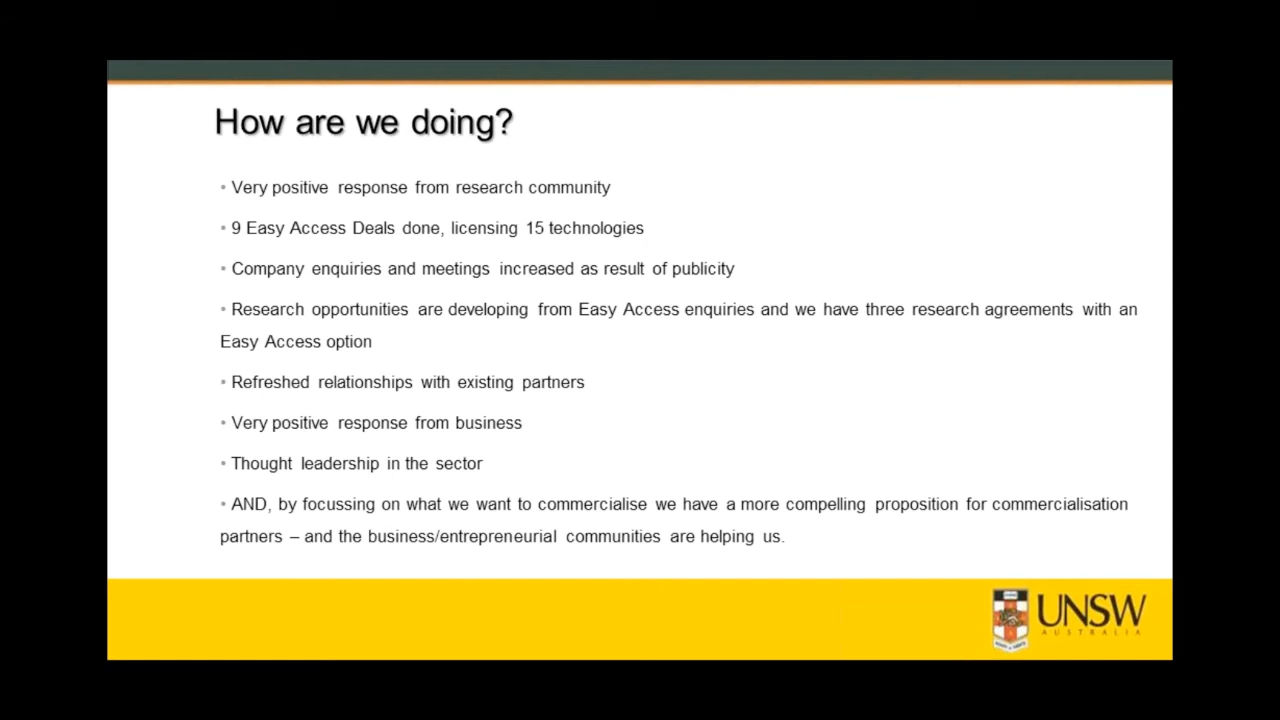 How are we doing?
• Very positive response from research community
• 9 Easy Access Deals done, licensing 15 technologies
• Company enquiries and meetings increased as result of publicity
• Research opportunities are developing from Easy Access enquiries and we have three research agreements with an
Easy Access option
• Refreshed relationships with existing partners
• Very positive response from business
• Thought leadership in the sector
• AND, by focussing on what we want to commercialise we have a more compelling proposition for commercialisation
partners – and the business/entrepreneurial communities are helping us.
UNSW
AUSTRALIA